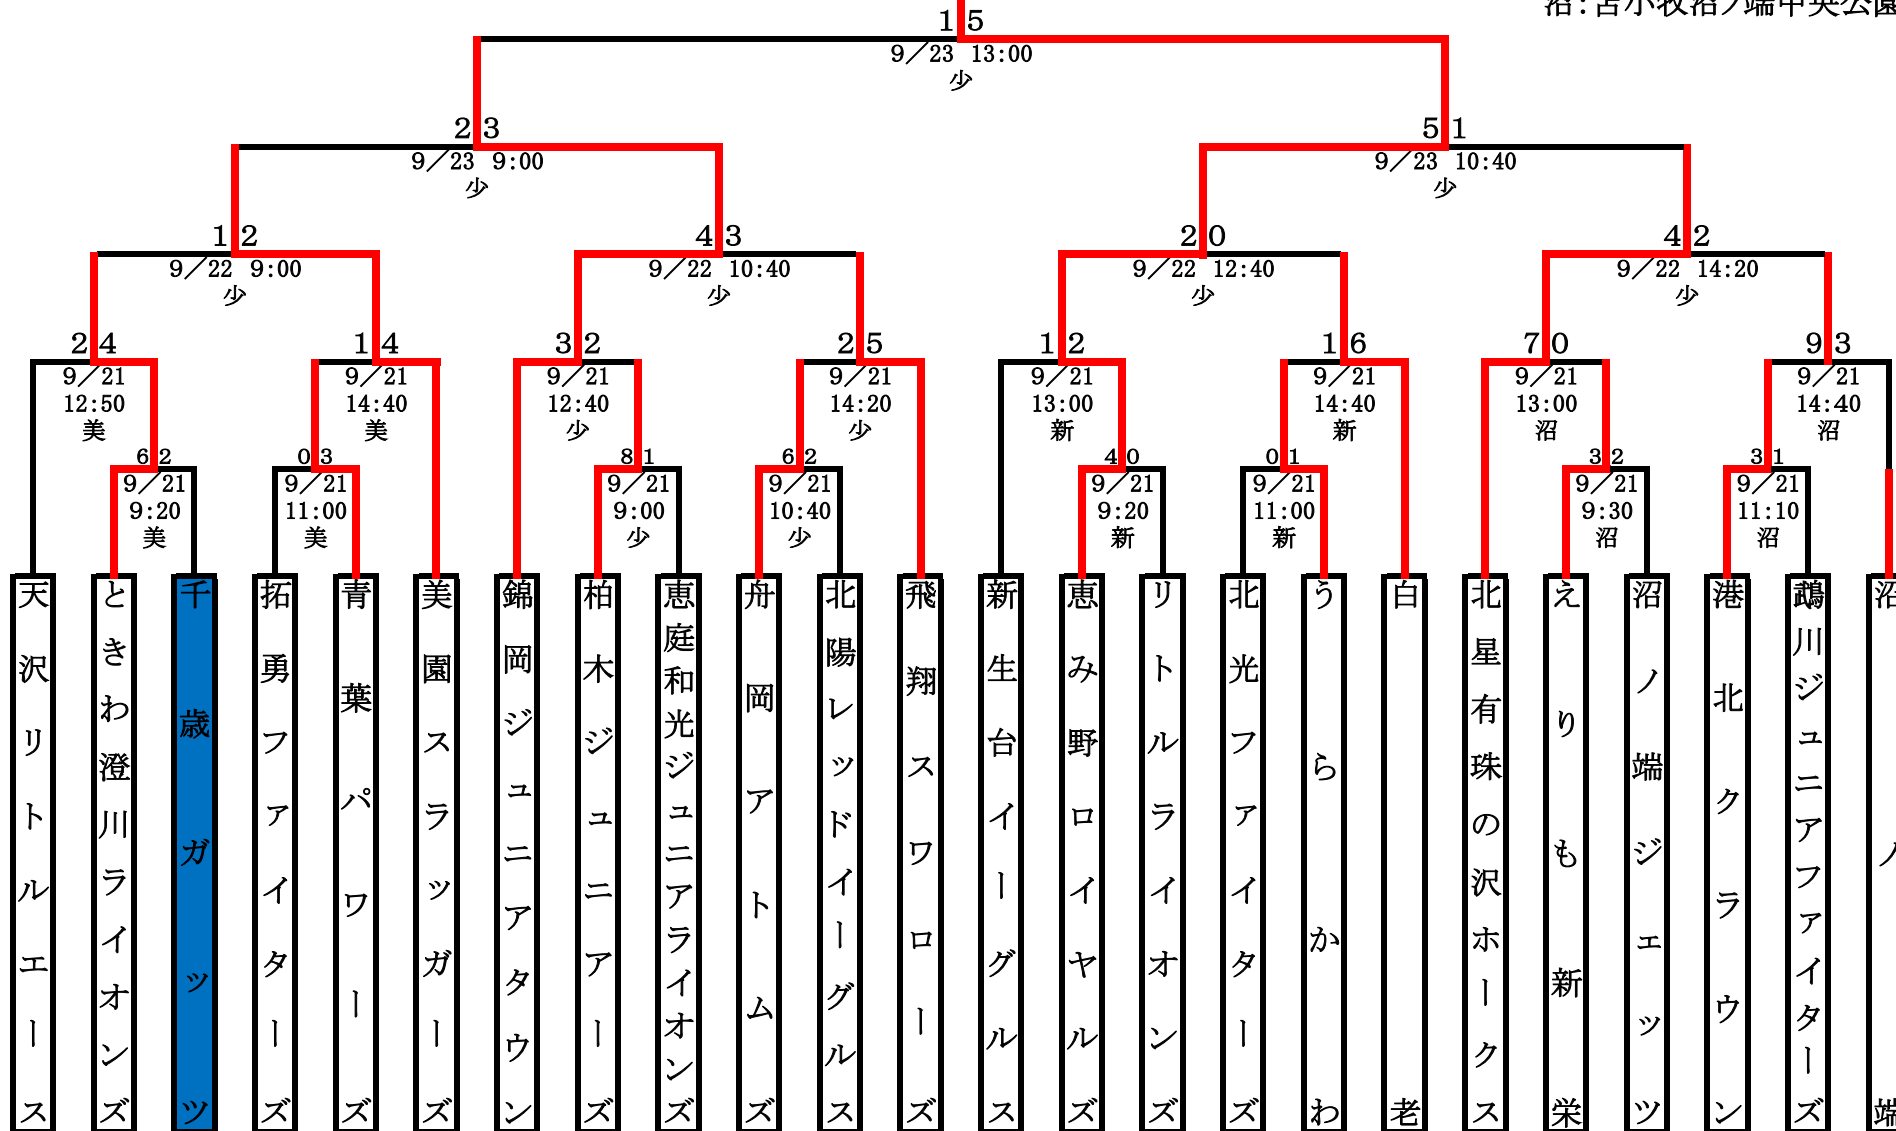 沼：苫小牧沼ノ端中央公園
1 5
9／23 13:00
少
2 3
9／23 9:00
少
5 1
9／23 10:40
少
1 2
9／22 9:00
少
4 3
9／22 10:40
少
2 0
9／22 12:40
少
4 2
9／22 14:20
少
2 4
9／21
12:50
美
1 4
9／21
14:40
美
3 2
9／21
12:40
少
2 5
9／21
14:20
少
1 2
9／21
13:00
新
1 6
9／21
14:40
新
7 0
9／21
13:00
沼
9 3
9／21
14:40
沼
6 2
9／21
9:20
美
0 3
9／21
11:00
美
8 1
9／21
9:00
少
6 2
9／21
10:40
少
4 0
9／21
9:20
新
0 1
9／21
11:00
新
3 2
9／21
9:30
沼
3 1
9／21
11:10
沼
天沢リトルエース
ときわ澄川ライオンズ
千歳ガッツ
拓勇ファイターズ
青葉パワーズ
美園スラッガーズ
錦岡ジュニアタウン
柏木ジュニアーズ
恵庭和光ジュニアライオンズ
舟岡アトムズ
北陽レッドイーグルス
飛翔スワローズ
新生台イーグルス
恵み野ロイヤルズ
リトルライオンズ
北光ファイターズ
うらかわ
白老
北星有珠の沢ホークス
えりも新栄
沼ノ端ジェッツ
港北クラウン
鵡川ジュニアファイターズ
沼ノ端